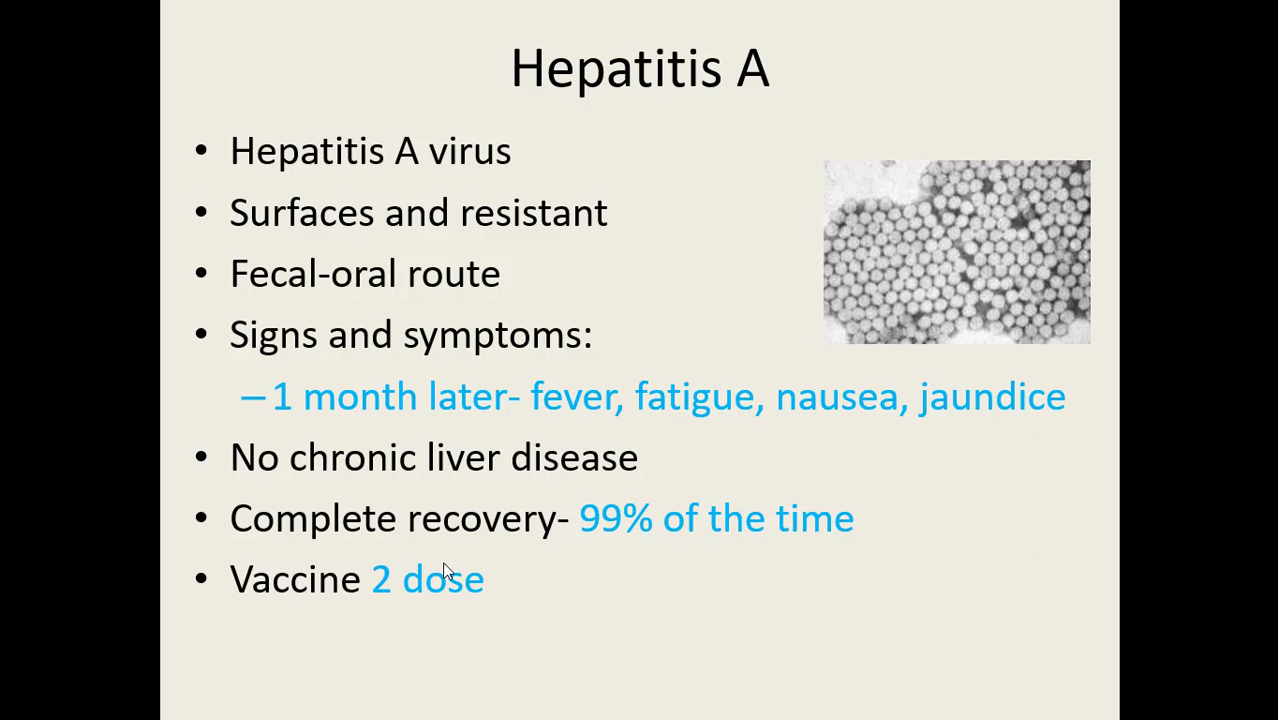 Hepatitis A
• Hepatitis A virus
• Surfaces and resistant
• Fecal-oral route
• Signs and symptoms:
–1 month later- fever, fatigue, nausea, jaundice
• No chronic liver disease
• Complete recovery- 99% of the time
• Vaccine 2 dose